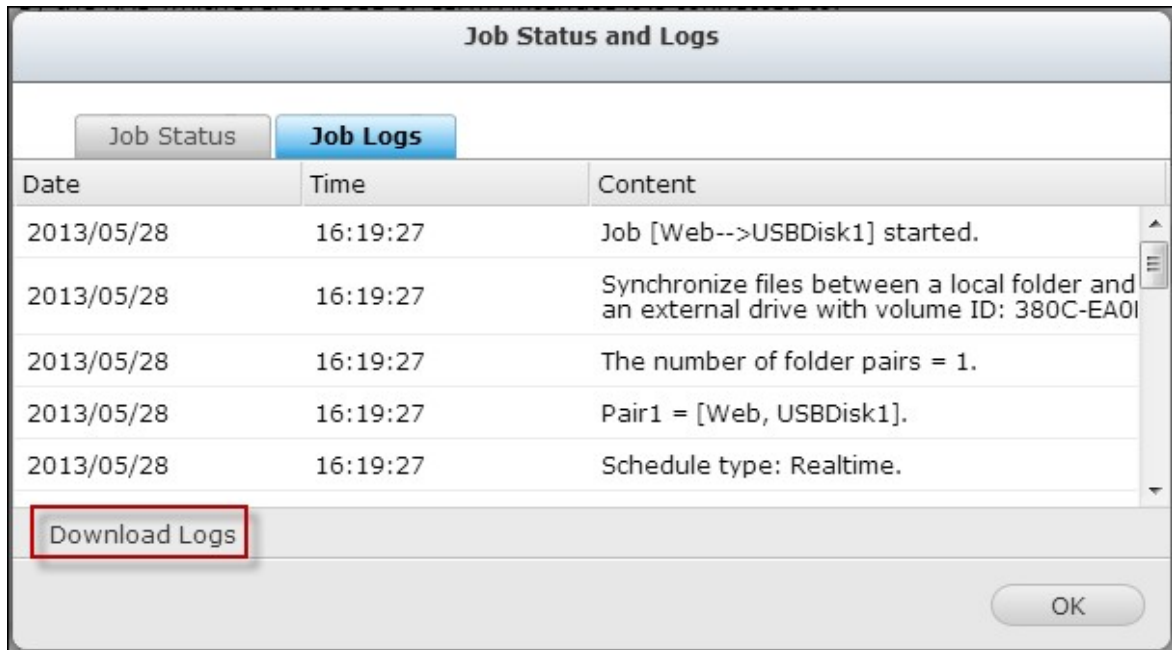 Job Status and Logs
Job Status Job Logs
Date Time Content
2013/05/28 16:19:27 Job [Web-->USBDisk1] started.
2013/05/28 16:19:27 Synchronize files between a local folder and
an external drive with volume ID:
2013/05/28 16:19:27 The number of folder pairs = 1.
2013/05/28 16:19:27 Pair1 = [Web, USBDisk1].
2013/05/28 16:19:27 Schedule type: Realtime.
Download Logs
OK